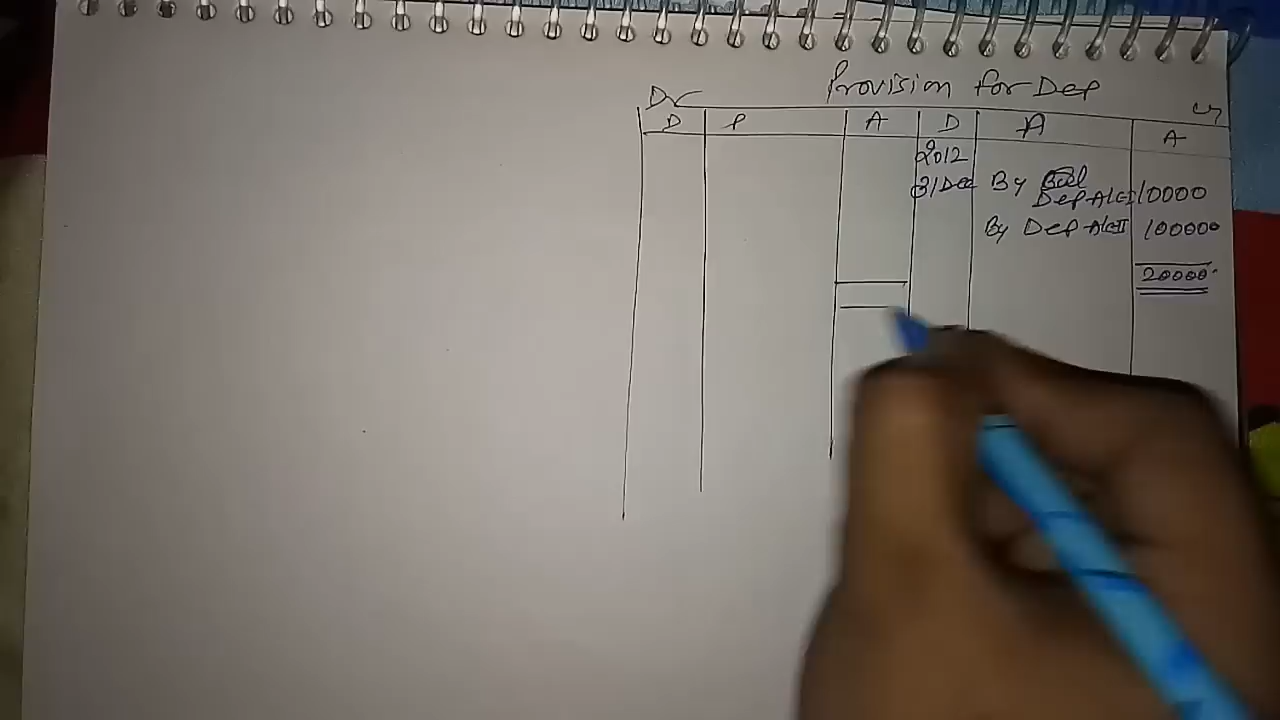 Provision for Dep
Dr Cr
D P A D A A
2012
31 Dec By
Dep A/c I 10000
By Dep A/c II 100000
20000